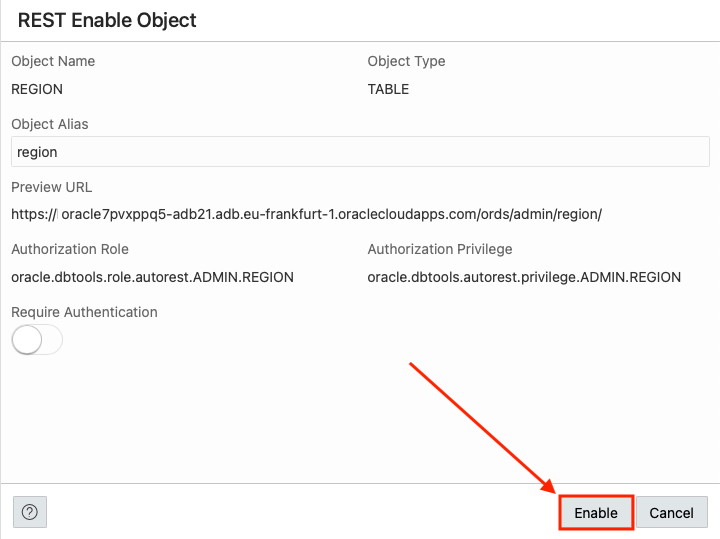 REST Enable Object
Object Name Object Type
REGION TABLE
Object Alias
region
Preview URL
https:// oracle7pvxppq5-adb21.adb.eu-frankfurt-1.oraclecloudapps.com/ords/admin/region/
Authorization Role Authorization Privilege
oracle.dbtools.role.autorest.ADMIN.REGION oracle.dbtools.autorest.privilege.ADMIN.REGION
Require Authentication
? Enable Cancel